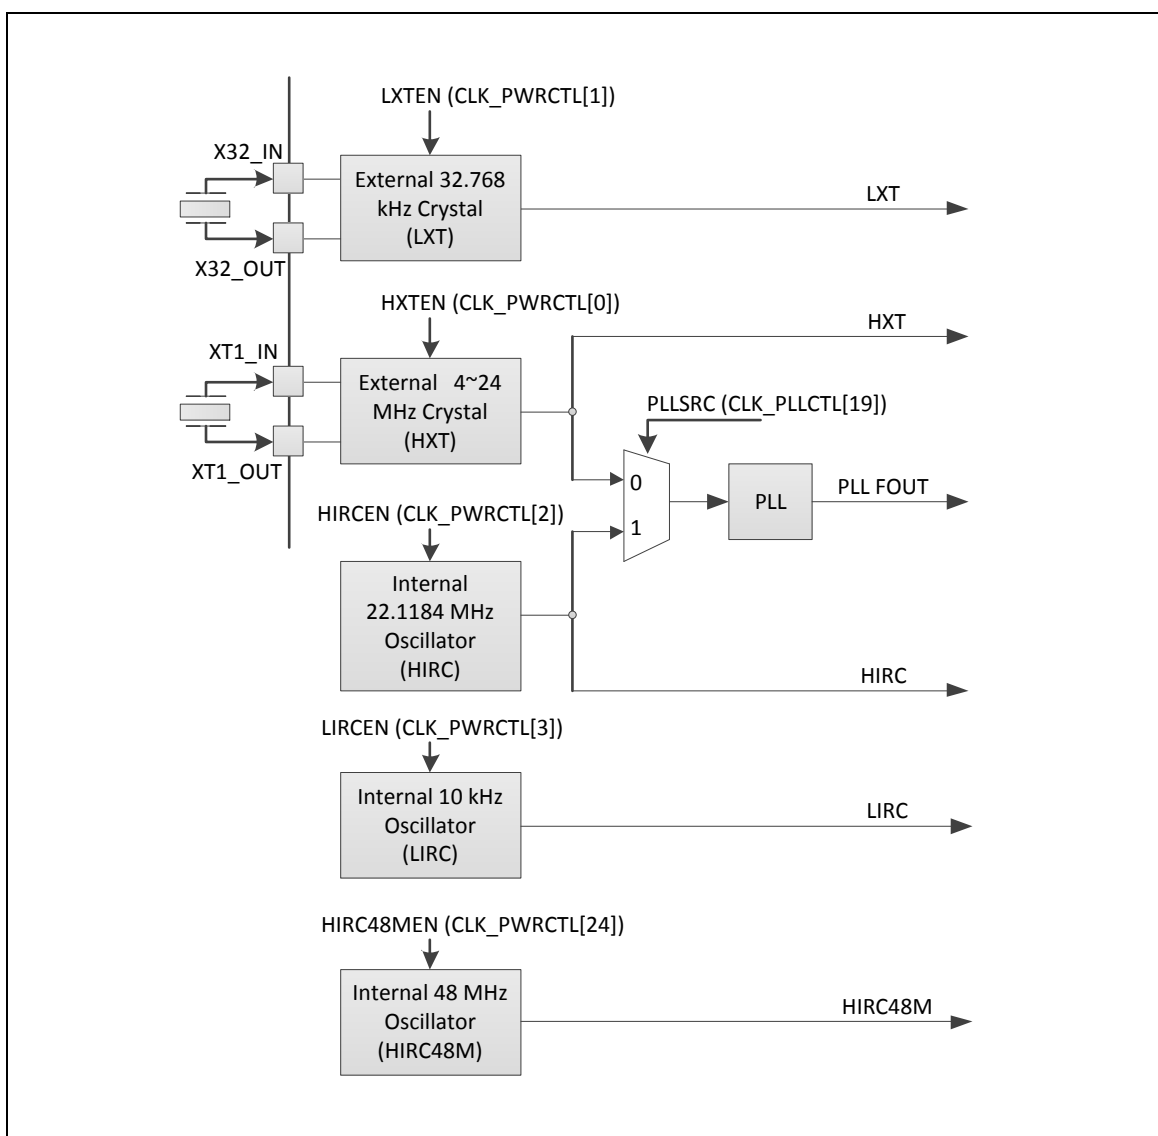 LXTEN (CLK_PWRCTL[1])
X32_IN
External 32.768
kHz Crystal
(LXT)
LXT
X32_OUT
HXTEN (CLK_PWRCTL[0])
HXT
XT1_IN
External 4~24
MHz Crystal
(HXT)
PLLSRC (CLK_PLLCTL[19])
XT1_OUT
0
1
PLL
PLL FOUT
HIRCEN (CLK_PWRCTL[2])
Internal
22.1184 MHz
Oscillator
(HIRC)
HIRC
LIRCEN (CLK_PWRCTL[3])
Internal 10 kHz
Oscillator
(LIRC)
LIRC
HIRC48MEN (CLK_PWRCTL[24])
Internal 48 MHz
Oscillator
(HIRC48M)
HIRC48M